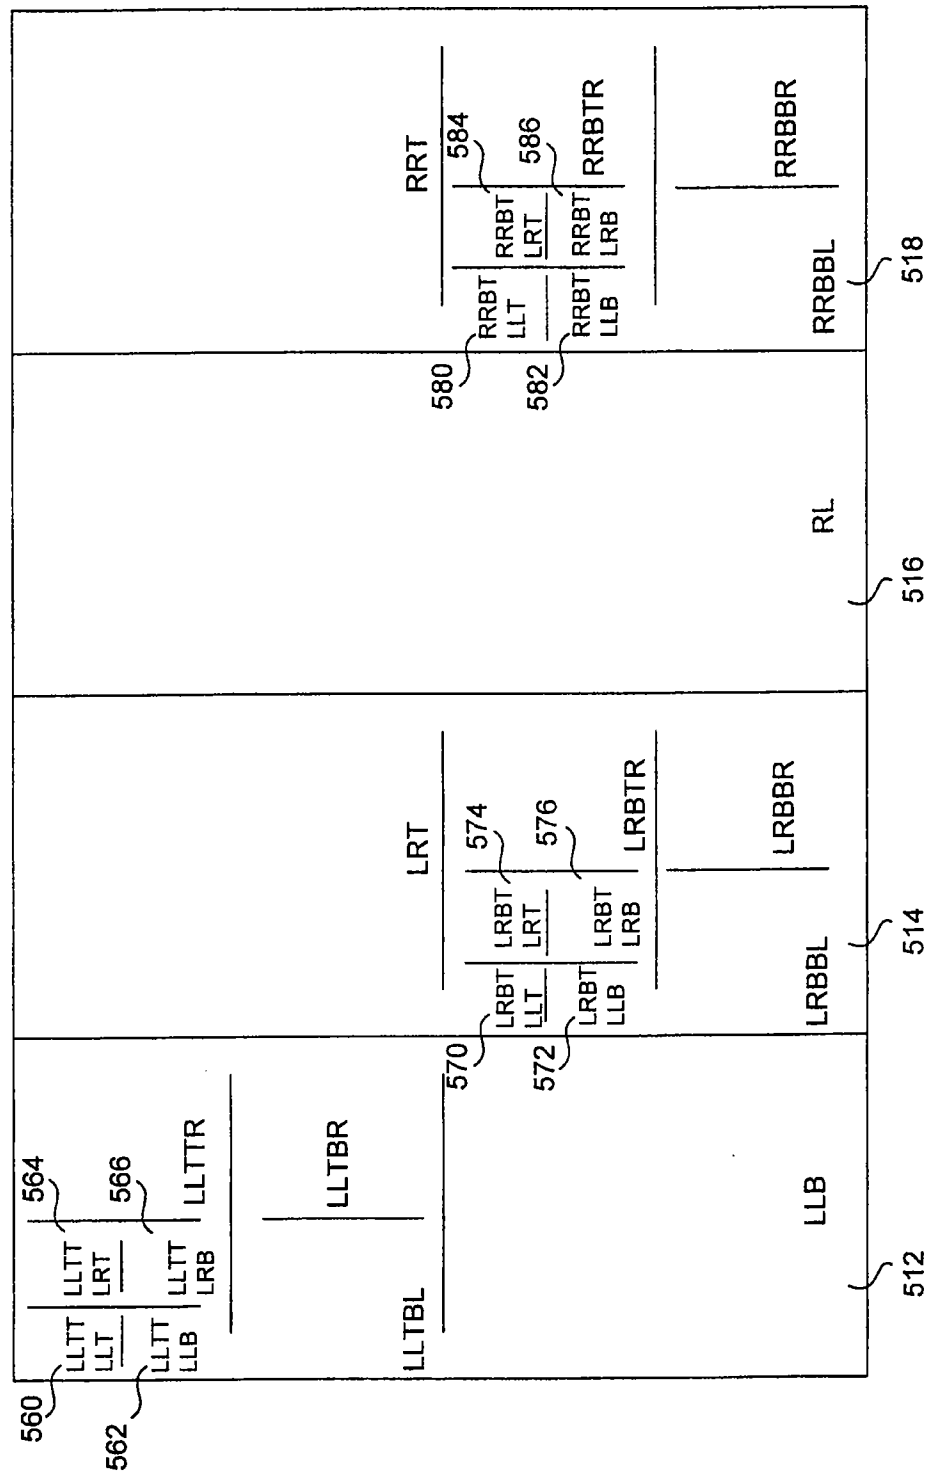 560
LLTT
LLT
562
LLTT
LLB
564
LLTT
LRT
566
LLTT
LRB
LLTTR
LLTBL
LLTBR
LLB
512
LRT
570
LRBT
LLT
572
LRBT
LLB
574
LRBT
LRT
576
LRBT
LRB
LRBTR
LRBBL
LRBBR
514
RL
516
RRT
580
RRBT
LLT
582
RRBT
LLB
584
RRBT
LRT
586
RRBT
LRB
RRBTR
RRBBL
RRBBR
518